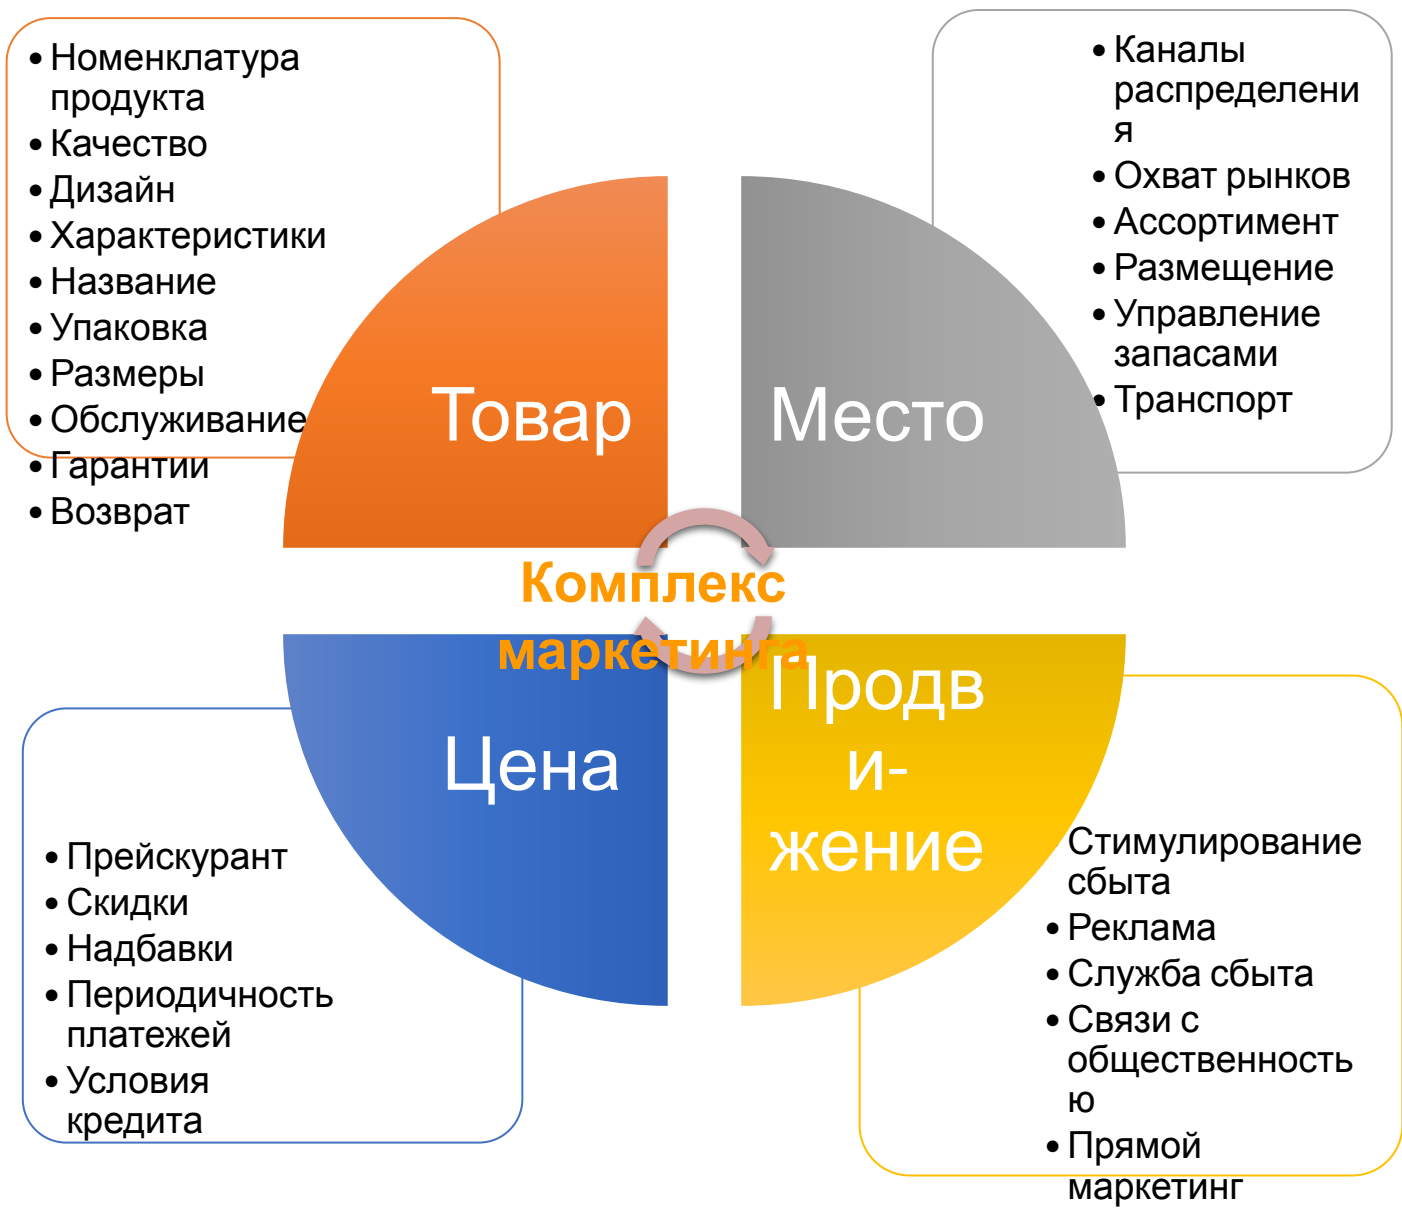 • Номенклатура
продукта
• Качество
• Дизайн
• Характеристики
• Название
• Упаковка
• Размеры
• Обслуживание
• Гарантии
• Возврат
Товар
• Каналы
распределени
я
• Охват рынков
• Ассортимент
• Размещение
• Управление
запасами
• Транспорт
Место
Комплекс
маркетинга
Цена
• Прейскурант
• Скидки
• Надбавки
• Периодичность
платежей
• Условия
кредита
Продв
и-
жение
• Стимулирование
сбыта
• Реклама
• Служба сбыта
• Связи с
общественность
ю
• Прямой
маркетинг